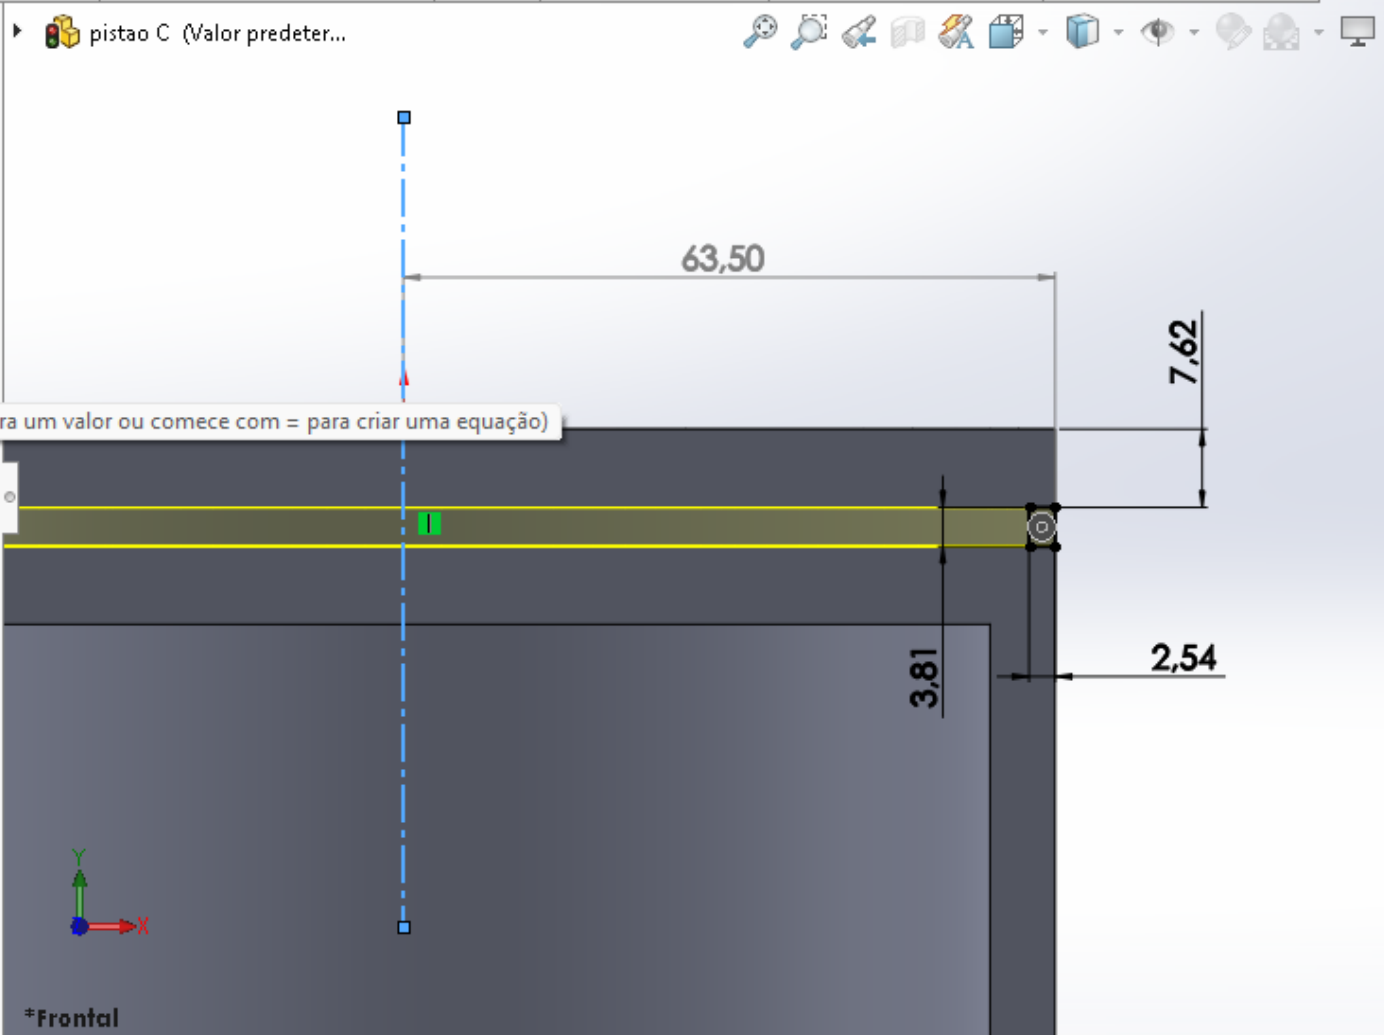 pistao C (Valor predeter...
63,50
7,62
ra um valor ou comece com = para criar uma equação)
3,81
2,54
Y
X
*Frontal